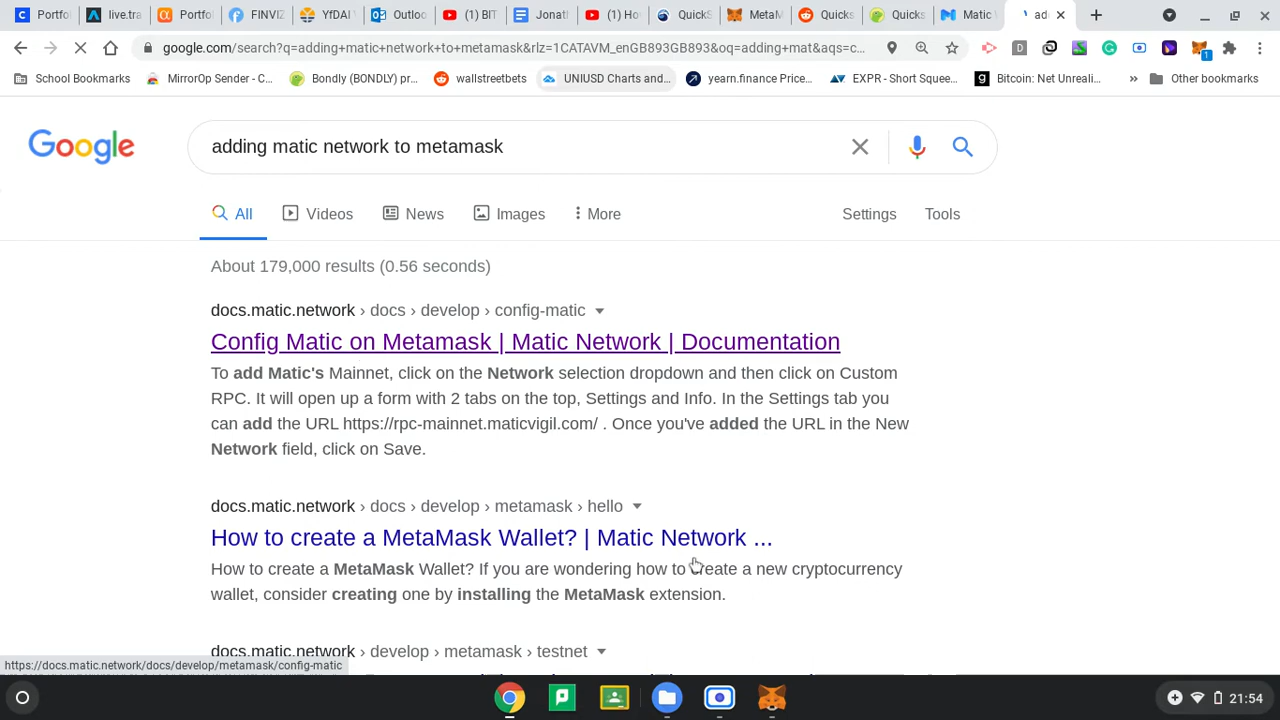 C Portfo
live.tra
Portfo
FINVIZ
YfDAI
Outloo
(1) BIT
Jonath
(1) Ho
QuickS
MetaM
Quicks
Quicks
Matic
ad
google.com/search?q=adding+matic+network+to+metamask&rlz=1CATAVM_enGB893GB893&oq=adding+mat&aqs=c...
1
School Bookmarks
MirrorOp Sender - C...
Bondly (BONDLY) pr...
wallstreetbets
UNIUSD Charts and...
yearn.finance Price...
EXPR - Short Squee...
Bitcoin: Net Unreali...
»
Other bookmarks
Google
adding matic network to metamask
All
Videos
News
Images
More
Settings
Tools
About 179,000 results (0.56 seconds)
docs.matic.network › docs › develop › config-matic
Config Matic on Metamask | Matic Network | Documentation
To add Matic's Mainnet, click on the Network selection dropdown and then click on Custom
RPC. It will open up a form with 2 tabs on the top, Settings and Info. In the Settings tab you
can add the URL https://rpc-mainnet.maticvigil.com/ . Once you've added the URL in the New
Network field, click on Save.
docs.matic.network › docs › develop › metamask › hello
How to create a MetaMask Wallet? | Matic Network ...
How to create a MetaMask Wallet? If you are wondering how to create a new cryptocurrency
wallet, consider creating one by installing the MetaMask extension.
docs.matic.network › develop › metamask › testnet
https://docs.matic.network/docs/develop/metamask/config-matic
21:54